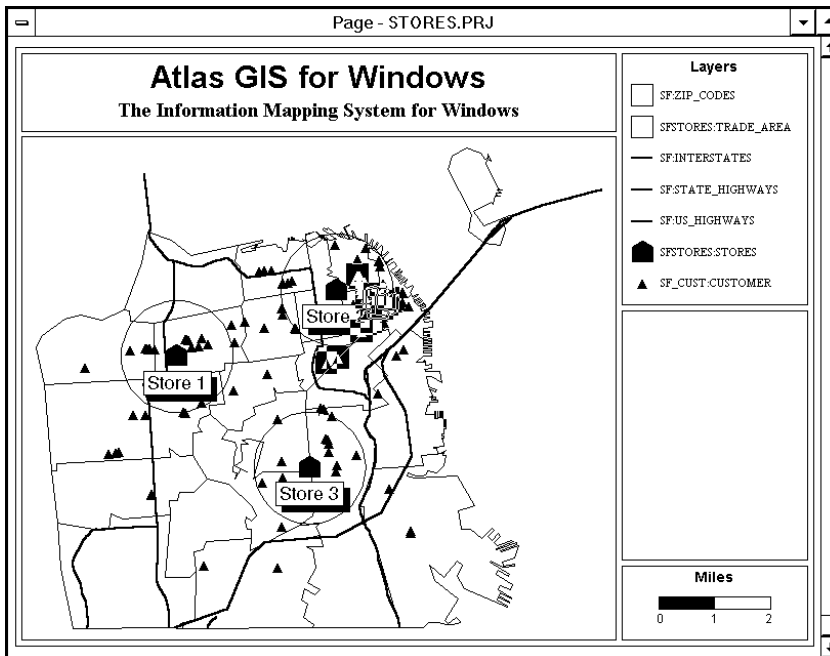 Page - STORES.PRJ
Atlas GIS for Windows
The Information Mapping System for Windows
Layers
SF:ZIP_CODES
SFSTORES:TRADE_AREA
SF:INTERSTATES
SF:STATE_HIGHWAYS
SF:US_HIGHWAYS
SFSTORES:STORES
SF_CUST:CUSTOMER
Store
Store 1
Store 3
Miles
0 1 2